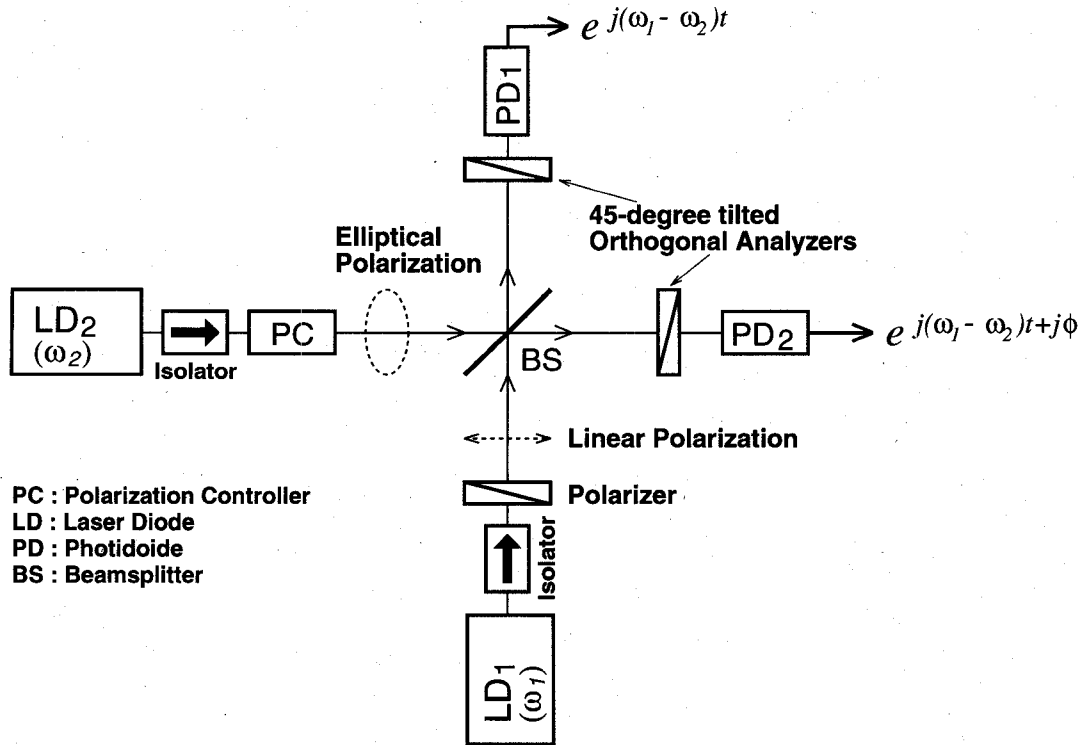 e j(ω1 - ω2)t
PD1
45-degree tilted
Orthogonal Analyzers
Elliptical
Polarization
LD2
(ω2)
Isolator
PC
BS
PD2
e j(ω1 - ω2)t+jϕ
Linear Polarization
Polarizer
PC : Polarization Controller
LD : Laser Diode
PD : Photidoide
BS : Beamsplitter
Isolator
LD1
(ω1)